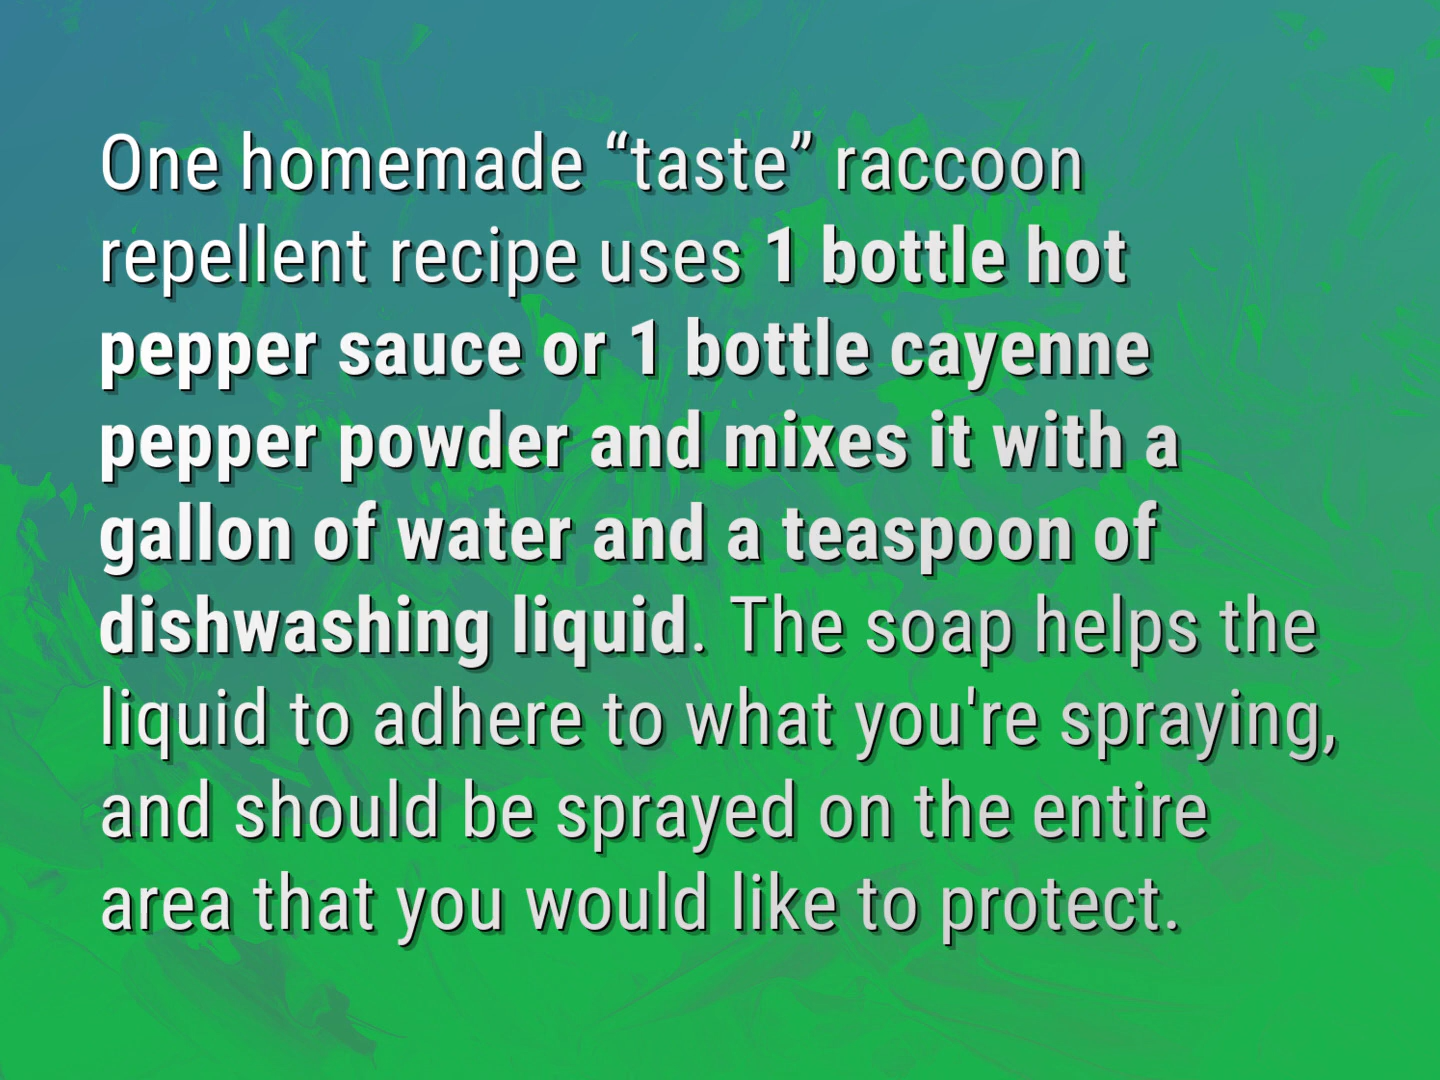 One homemade “taste” raccoon
repellent recipe uses 1 bottle hot
pepper sauce or 1 bottle cayenne
pepper powder and mixes it with a
gallon of water and a teaspoon of
dishwashing liquid. The soap helps the
liquid to adhere to what you're spraying,
and should be sprayed on the entire
area that you would like to protect.